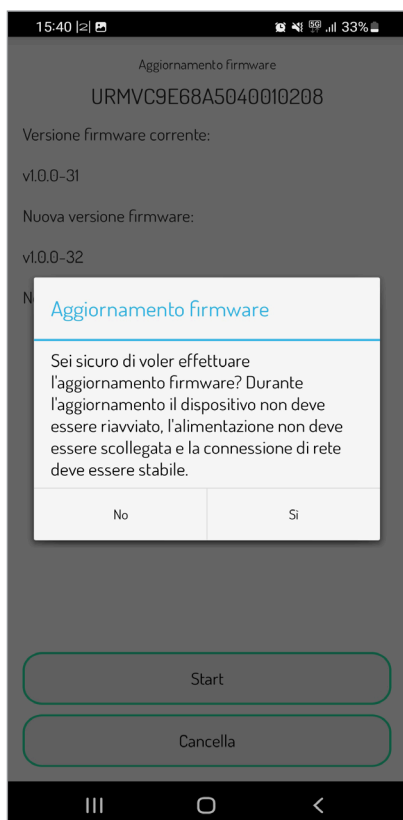 15:40 |2| 33%
Aggiornamento firmware
URMVC9E68A5040010208
Versione firmware corrente:
v1.0.0-31
Nuova versione firmware:
v1.0.0-32
Aggiornamento firmware
Sei sicuro di voler effettuare
l'aggiornamento firmware? Durante
l'aggiornamento il dispositivo non deve
essere riavviato, l'alimentazione non deve
essere scollegata e la connessione di rete
deve essere stabile.
No
Sì
Start
Cancella